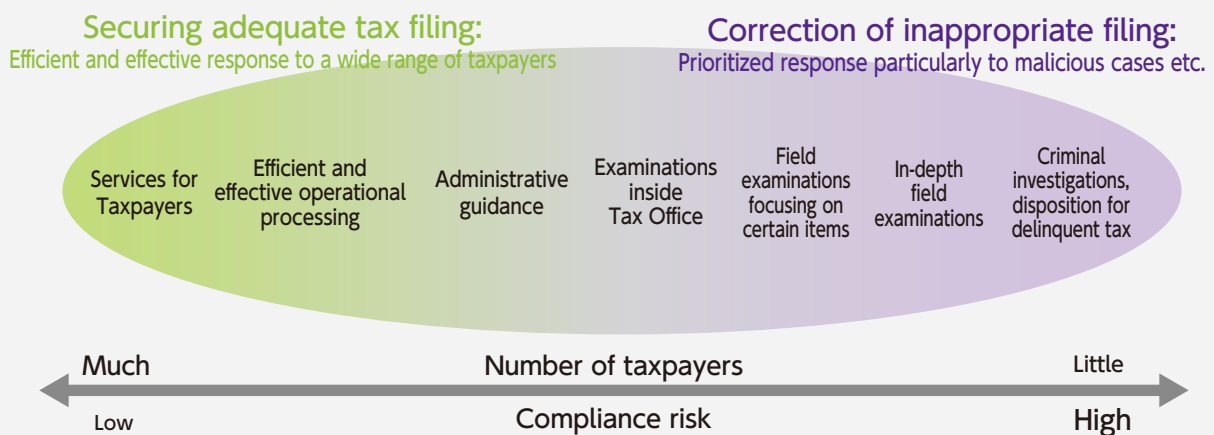 Securing adequate tax filing:
Efficient and effective response to a wide range of taxpayers
Correction of inappropriate filing:
Prioritized response particularly to malicious cases etc.
Services for
Taxpayers
Efficient and
effective operational
processing
Administrative
guidance
Examinations
inside
Tax Office
Field
examinations
focusing on
certain items
In-depth
field
examinations
Criminal
investigations,
disposition for
delinquent tax
Much
Number of taxpayers
Little
Low
Compliance risk
High